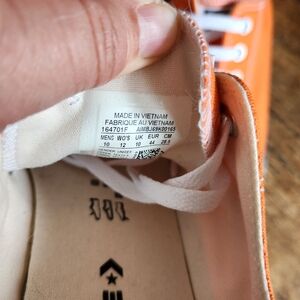 MADE IN VIETNAM
FABRIQUE AU VIETNAM
164701F
MENS WO'S UK EUR CM
10 12 10 44 28.5